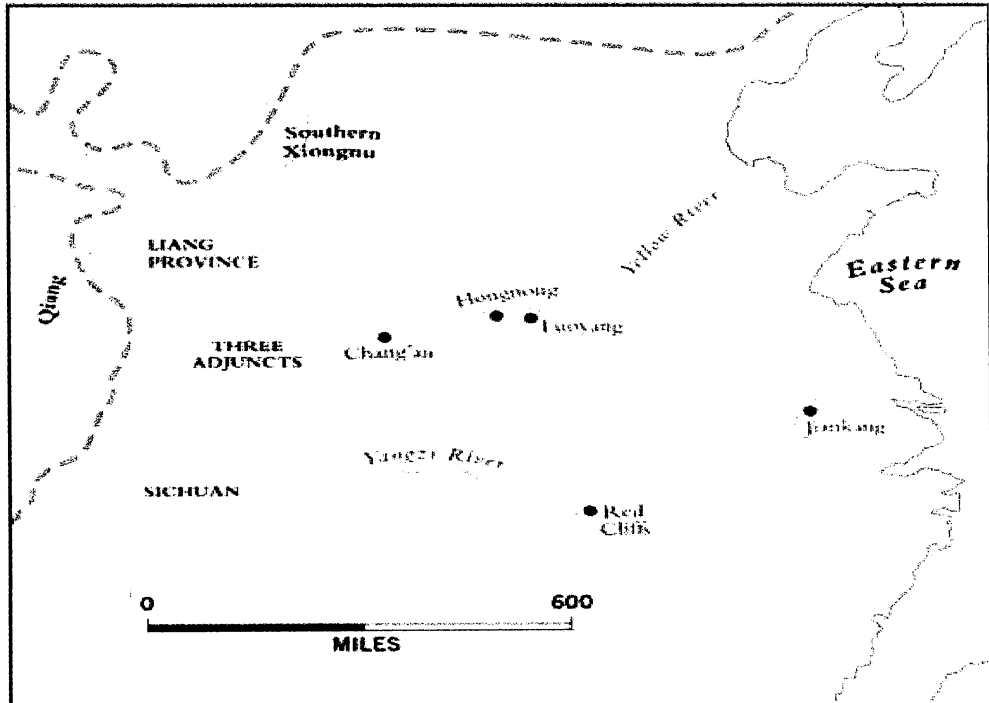 Southern
Xiongnu
Yellow River
LIANG
PROVINCE
Eastern
Sea
Qiang
Hongnong
Luoyang
THREE
ADJUNCTS
Chang'an
Jiankang
Yangzi River
SICHUAN
Red
Cliffs
0
600
MILES